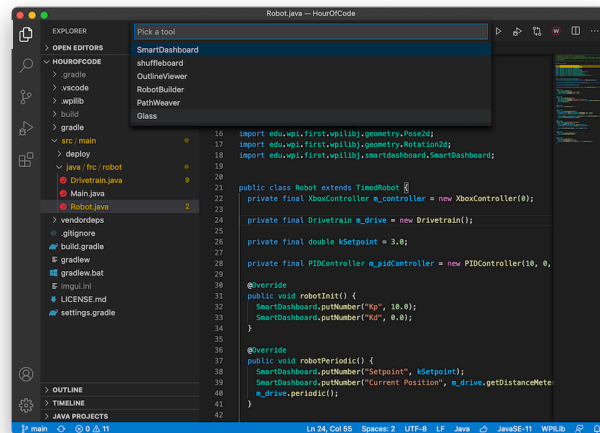 Robot.java — HourOfCode
EXPLORER
OPEN EDITORS
HOUROFCODE
.gradle
.vscode
.wpilib
build
gradle
src / main
deploy
java / frc / robot
Drivetrain.java 9
Main.java
Robot.java 2
vendordeps
.gitignore
build.gradle
gradlew
gradlew.bat
imgui.ini
LICENSE.md
settings.gradle
OUTLINE
TIMELINE
JAVA PROJECTS
Pick a tool
SmartDashboard
shuffleboard
OutlineViewer
RobotBuilder
PathWeaver
Glass
16 import edu.wpi.first.wpilibj.geometry.Pose2d;
17 import edu.wpi.first.wpilibj.geometry.Rotation2d;
18 import edu.wpi.first.wpilibj.smartdashboard.SmartDashboard;
19
20
21 public class Robot extends TimedRobot {
22 private final XboxController m_controller = new XboxController(0);
23
24 private final Drivetrain m_drive = new Drivetrain();
25
26 private final double kSetpoint = 3.0;
27
28 private final PIDController m_pidController = new PIDController(10, 0,
29
30 @Override
31 public void robotInit() {
32 SmartDashboard.putNumber("Kp", 10.0);
33 SmartDashboard.putNumber("Kd", 0.0);
34 }
35
36 @Override
37 public void robotPeriodic() {
38 SmartDashboard.putNumber("Setpoint", kSetpoint);
39 SmartDashboard.putNumber("Current Position", m_drive.getDistanceMete
40 m_drive.periodic();
41 }
42
main 0 11 Ln 24, Col 55 Spaces: 2 UTF-8 LF Java JavaSE-11 WPILib